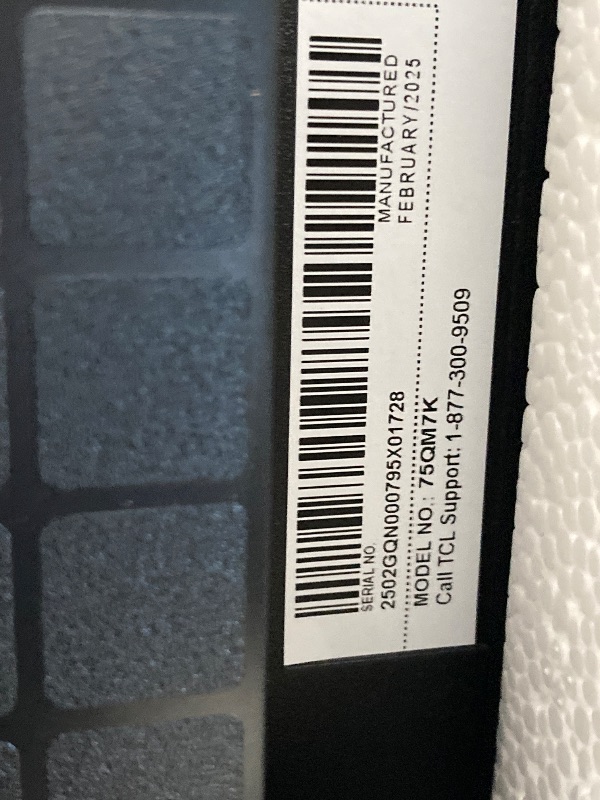 MANUFACTURED
FEBRUARY/2025
SERIAL NO.
2502GQN000795X01728
MODEL NO.: 75QM7K
Call TCL Support: 1-877-300-9509